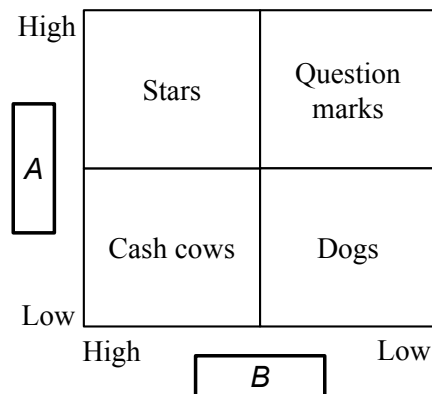 High
Stars
Question
marks
A
Cash cows
Dogs
Low
High
Low
B